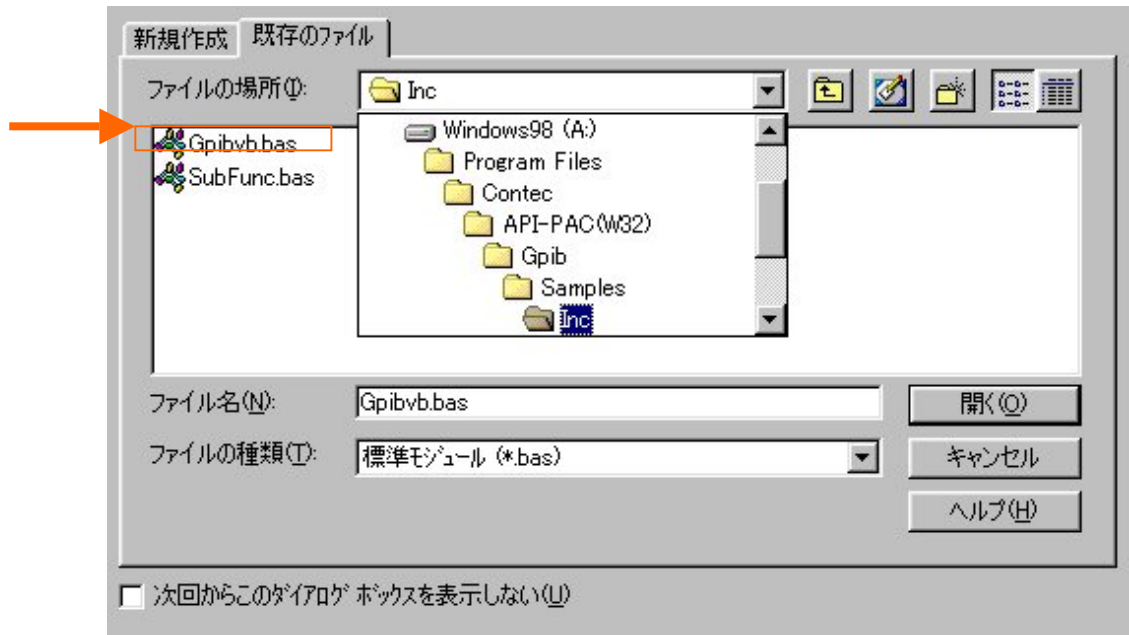 新規作成 既存のファイル
ファイルの場所(I): Inc
Gpibvb.bas
SubFunc.bas
Windows98 (A:)
Program Files
Contec
API-PAC(W32)
Gpib
Samples
Inc
ファイル名(N): Gpibvb.bas 開く(O)
ファイルの種類(T): 標準モジュール (*.bas) キャンセル
ヘルプ(H)
次回からこのダイアログ ボックスを表示しない(U)